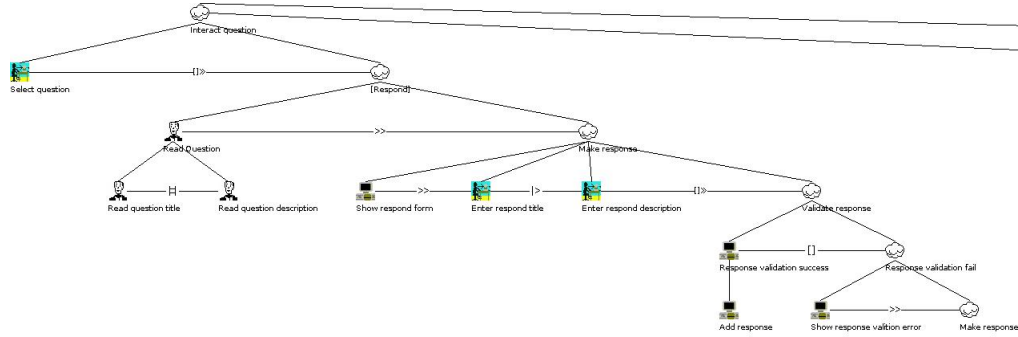 Interact question
Select question
[]>>
[Respond]
Read Question
>>
Make response
Read question title
|=|
Read question description
Show respond form
>>
Enter respond title
|>
Enter respond description
[]>>
Validate response
Response validation success
[]
Response validation fail
Add response
Show response valition error
>>
Make response